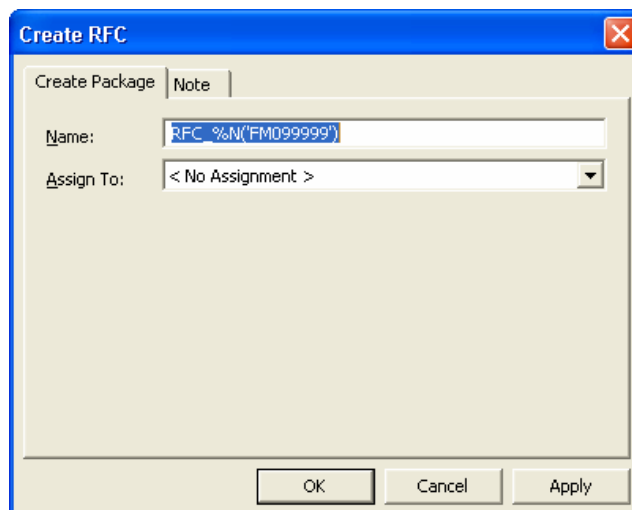 Create RFC
Create Package
Note
Name:
RFC_%N('FM099999')
Assign To:
< No Assignment >
OK
Cancel
Apply